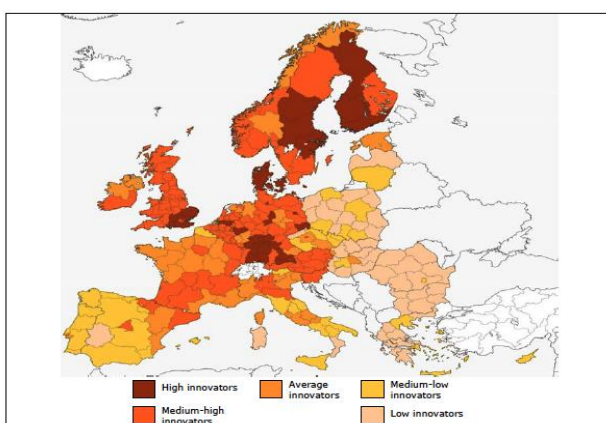 High innovators
Average
innovators
Medium-low
innovators
Medium-high
innovators
Low innovators